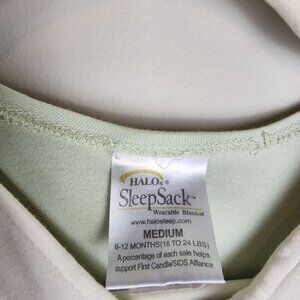 HALO®
SleepSack™
Wearable Blanket
www.halosleep.com
MEDIUM
6-12 MONTHS (16 TO 24 LBS)
A percentage of each sale helps
support First Candle/SIDS Alliance